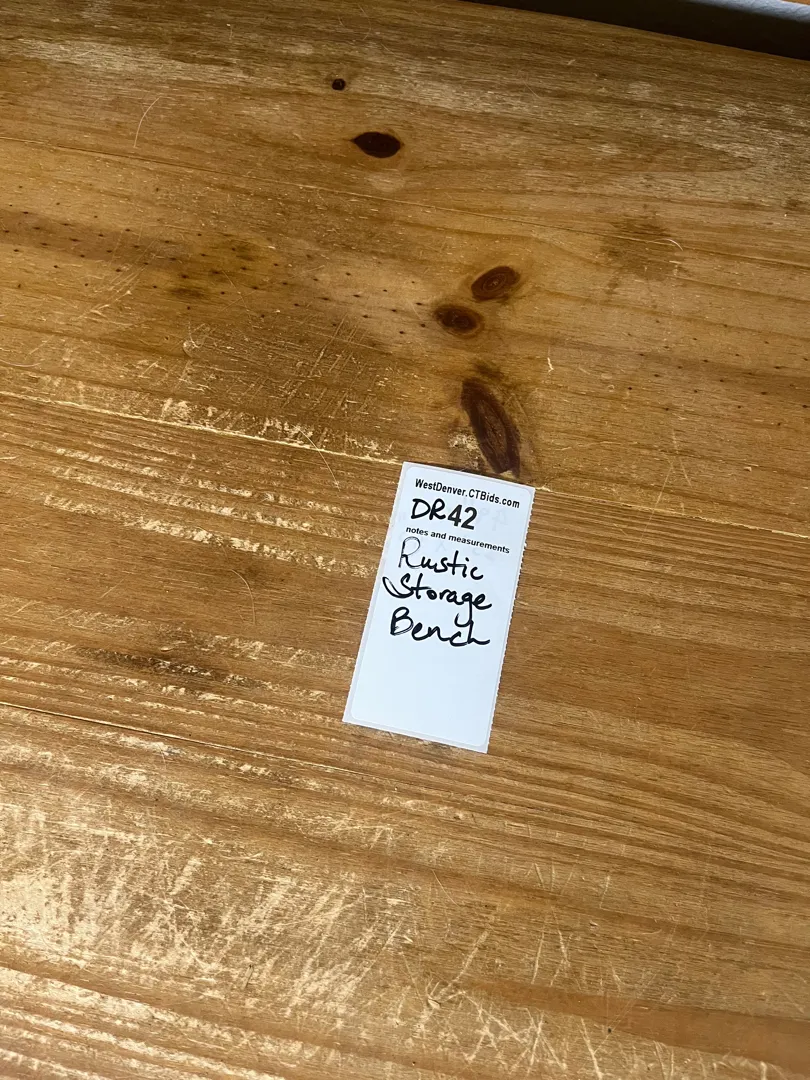 WestDenver.CTBids.com
DR42
notes and measurements
Rustic
Storage
Bench